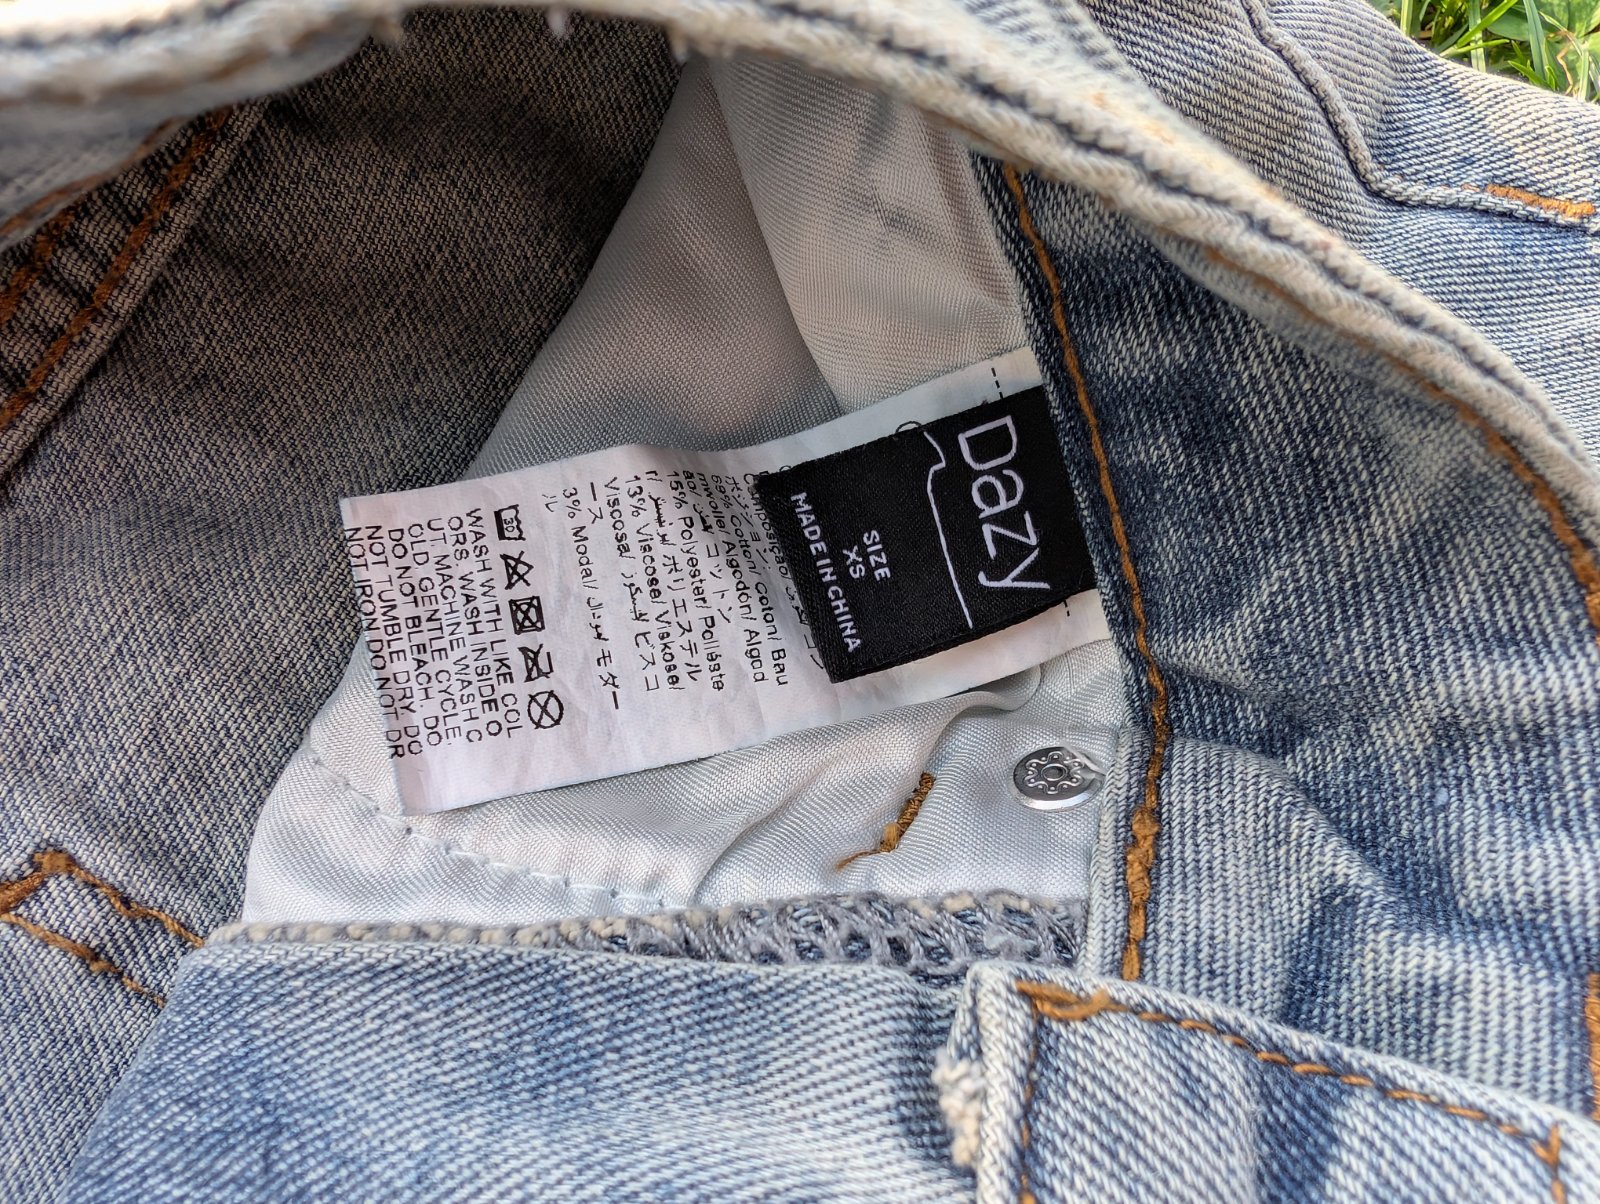 Dazy
SIZE
XS
MADE IN CHINA
Coton/ Bau
Cotton/ Algodón/ Algod
コットン
15% Polyester/ Poliéste
ポリエステル
13% Viscose/ Viskose/
Viscosa/ ビスコ
ース
3% Modal/ モダー
ル
30
WASH WITH LIKE COL
ORS, WASH INSIDE O
UT, MACHINE WASH C
OLD, GENTLE CYCLE,
DO NOT BLEACH, DO
NOT TUMBLE DRY, DO
NOT IRON, DO NOT DR